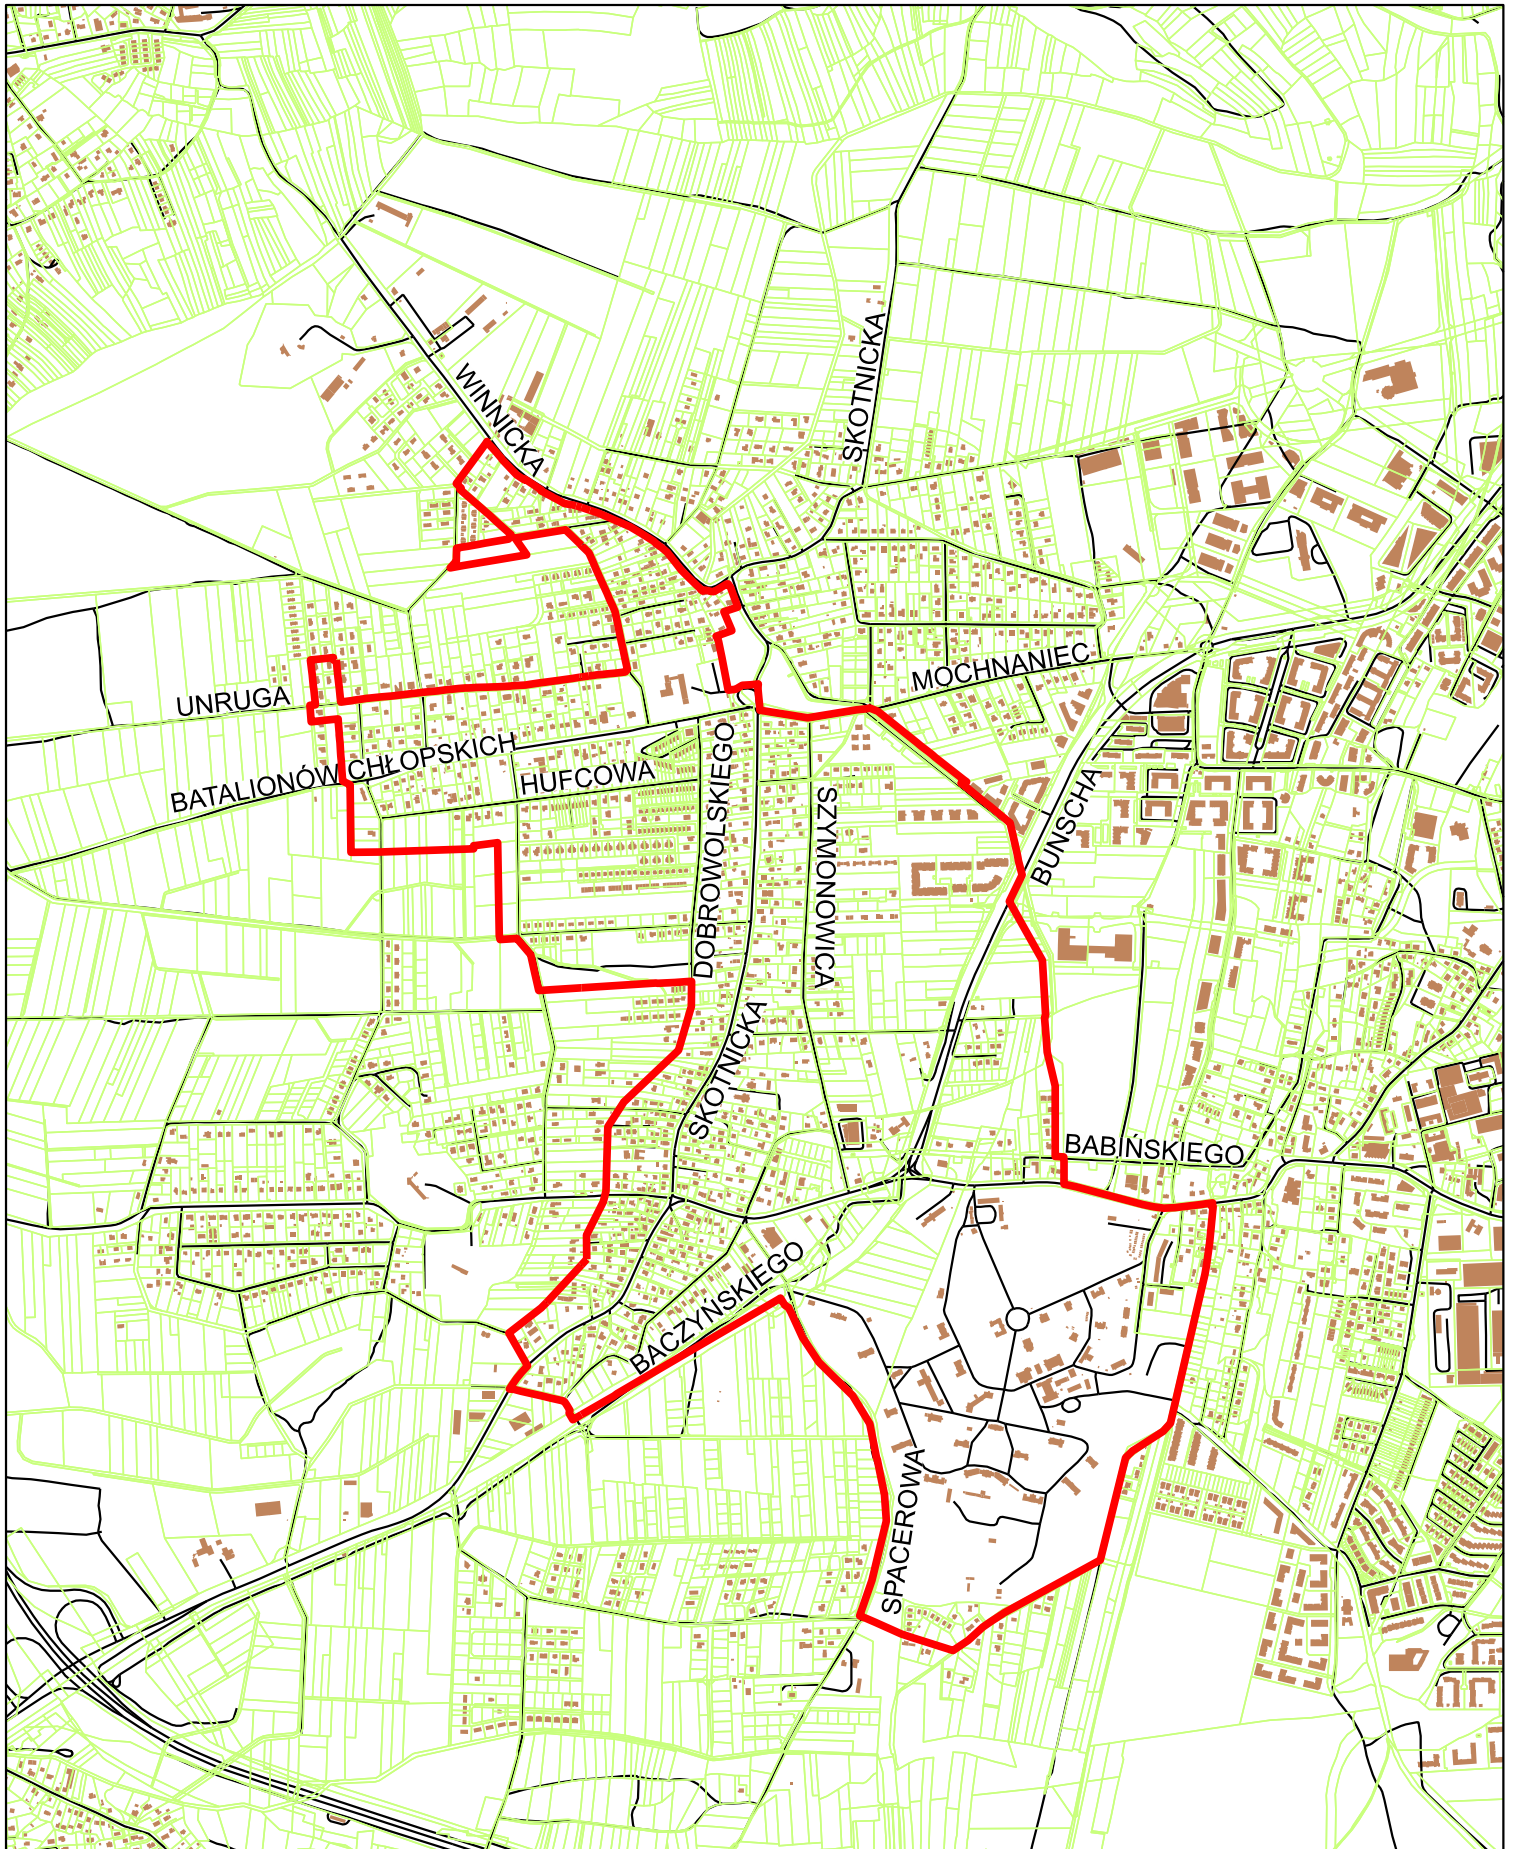 SKOTNICKA
WINNICKA
MOCHNANIEC
UNRUGA
BATALIONÓW CHŁOPSKICH
HUFCOWA
DOBROWOLSKIEGO
SZYMONOWICA
BUNSCHA
SKOTNICKA
BABIŃSKIEGO
BACZYŃSKIEGO
SPACEROWA